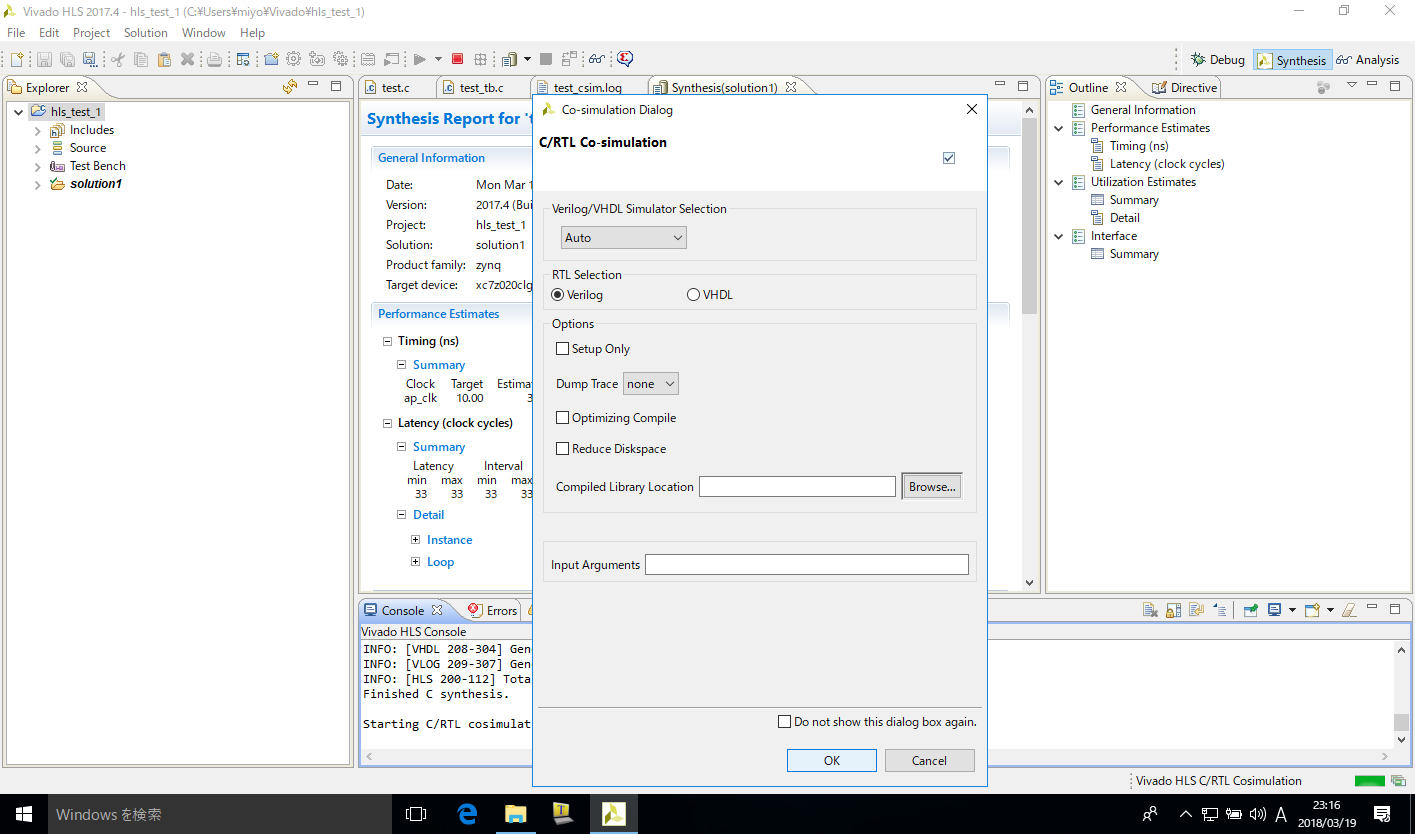 Vivado HLS 2017.4 - hls_test_1 (C:¥Users¥miyo¥Vivado¥hls_test_1)
File Edit Project Solution Window Help
Debug Synthesis Analysis
Explorer
hls_test_1
Includes
Source
Test Bench
solution1
test.c test_tb.c test_csim.log Synthesis(solution1)
Synthesis Report for 't
General Information
Date: Mon Mar 1
Version: 2017.4 (Bui
Project: hls_test_1
Solution: solution1
Product family: zynq
Target device: xc7z020clg
Performance Estimates
Timing (ns)
Summary
Clock Target Estima
ap_clk 10.00 3
Latency (clock cycles)
Summary
Latency Interval
min max min max
33 33 33 33
Detail
Instance
Loop
Co-simulation Dialog
C/RTL Co-simulation
Verilog/VHDL Simulator Selection
Auto
RTL Selection
Verilog VHDL
Options
Setup Only
Dump Trace none
Optimizing Compile
Reduce Diskspace
Compiled Library Location Browse...
Input Arguments
Do not show this dialog box again.
OK Cancel
Outline Directive
General Information
Performance Estimates
Timing (ns)
Latency (clock cycles)
Utilization Estimates
Summary
Detail
Interface
Summary
Console Errors
Vivado HLS Console
INFO: [VHDL 208-304] Gen
INFO: [VLOG 209-307] Gen
INFO: [HLS 200-112] Tota
Finished C synthesis.
Starting C/RTL cosimulat
Vivado HLS C/RTL Cosimulation
Windows を検索
A
23:16
2018/03/19